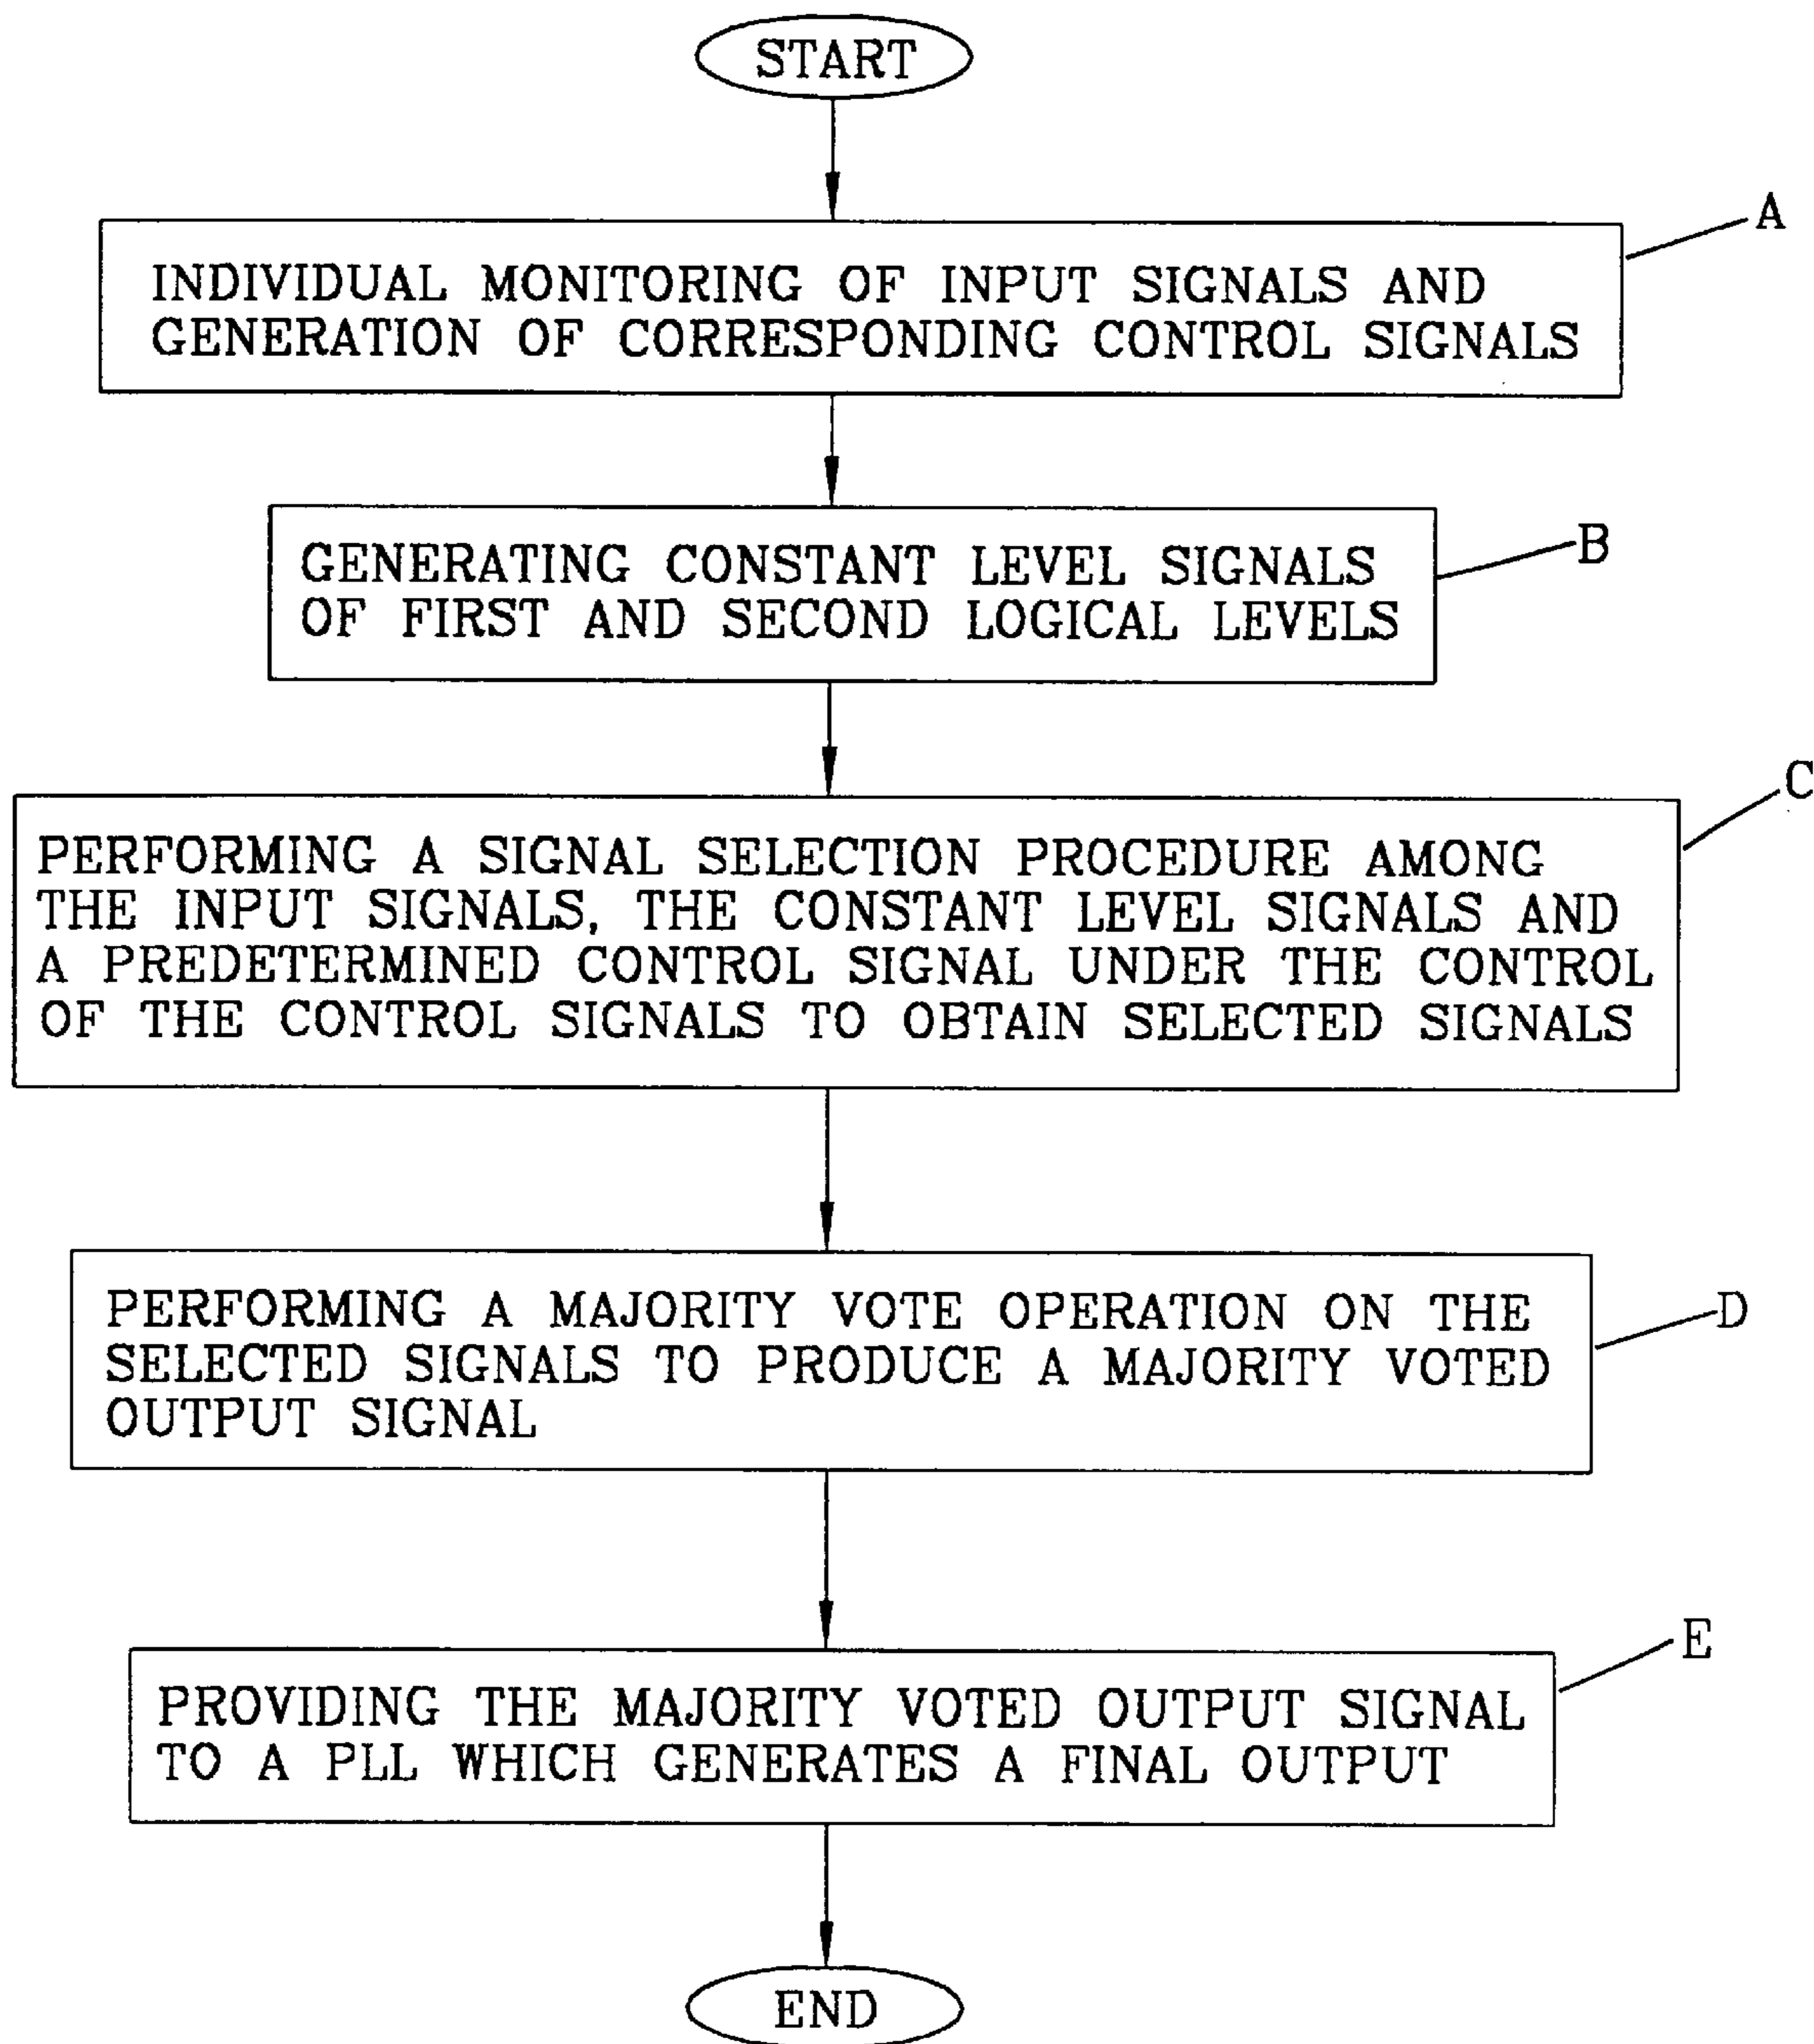 START
A
INDIVIDUAL MONITORING OF INPUT SIGNALS AND
GENERATION OF CORRESPONDING CONTROL SIGNALS
B
GENERATING CONSTANT LEVEL SIGNALS
OF FIRST AND SECOND LOGICAL LEVELS
C
PERFORMING A SIGNAL SELECTION PROCEDURE AMONG
THE INPUT SIGNALS, THE CONSTANT LEVEL SIGNALS AND
A PREDETERMINED CONTROL SIGNAL UNDER THE CONTROL
OF THE CONTROL SIGNALS TO OBTAIN SELECTED SIGNALS
D
PERFORMING A MAJORITY VOTE OPERATION ON THE
SELECTED SIGNALS TO PRODUCE A MAJORITY VOTED
OUTPUT SIGNAL
E
PROVIDING THE MAJORITY VOTED OUTPUT SIGNAL
TO A PLL WHICH GENERATES A FINAL OUTPUT
END